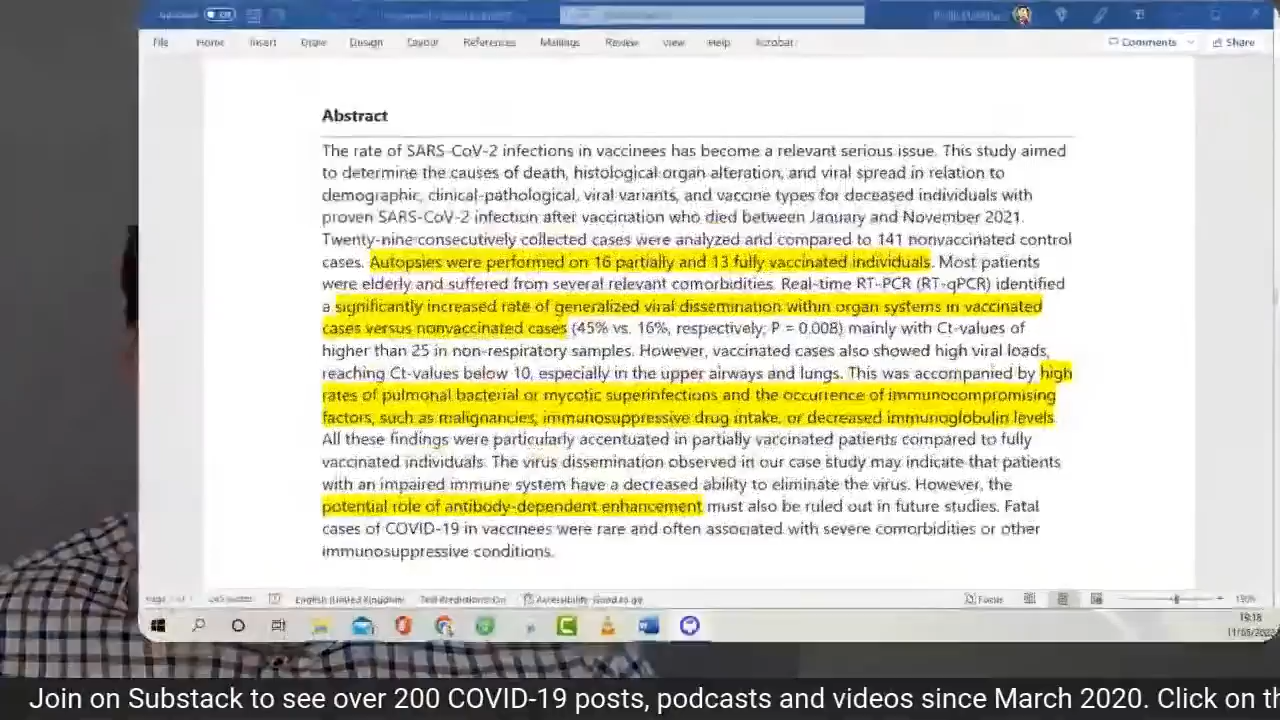 File Home Insert Draw Design Layout References Mailings Review View Help Acrobat Comments Share
Abstract
The rate of SARS-CoV-2 infections in vaccinees has become a relevant serious issue. This study aimed
to determine the causes of death, histological organ alteration, and viral spread in relation to
demographic, clinical-pathological, viral variants, and vaccine types for deceased individuals with
proven SARS-CoV-2 infection after vaccination who died between January and November 2021.
Twenty-nine consecutively collected cases were analyzed and compared to 141 nonvaccinated control
cases. Autopsies were performed on 16 partially and 13 fully vaccinated individuals. Most patients
were elderly and suffered from several relevant comorbidities. Real-time RT-PCR (RT-qPCR) identified
a significantly increased rate of generalized viral dissemination within organ systems in vaccinated
cases versus nonvaccinated cases (45% vs. 16%, respectively; P = 0.008) mainly with Ct-values of
higher than 25 in non-respiratory samples. However, vaccinated cases also showed high viral loads,
reaching Ct-values below 10, especially in the upper airways and lungs. This was accompanied by high
rates of pulmonal bacterial or mycotic superinfections and the occurrence of immunocompromising
factors, such as malignancies, immunosuppressive drug intake, or decreased immunoglobulin levels.
All these findings were particularly accentuated in partially vaccinated patients compared to fully
vaccinated individuals. The virus dissemination observed in our case study may indicate that patients
with an impaired immune system have a decreased ability to eliminate the virus. However, the
potential role of antibody-dependent enhancement must also be ruled out in future studies. Fatal
cases of COVID-19 in vaccinees were rare and often associated with severe comorbidities or other
immunosuppressive conditions.
English (United Kingdom) Text Predictions: On Accessibility: Good to go Focus 190%
19:18
Join on Substack to see over 200 COVID-19 posts, podcasts and videos since March 2020. Click on th